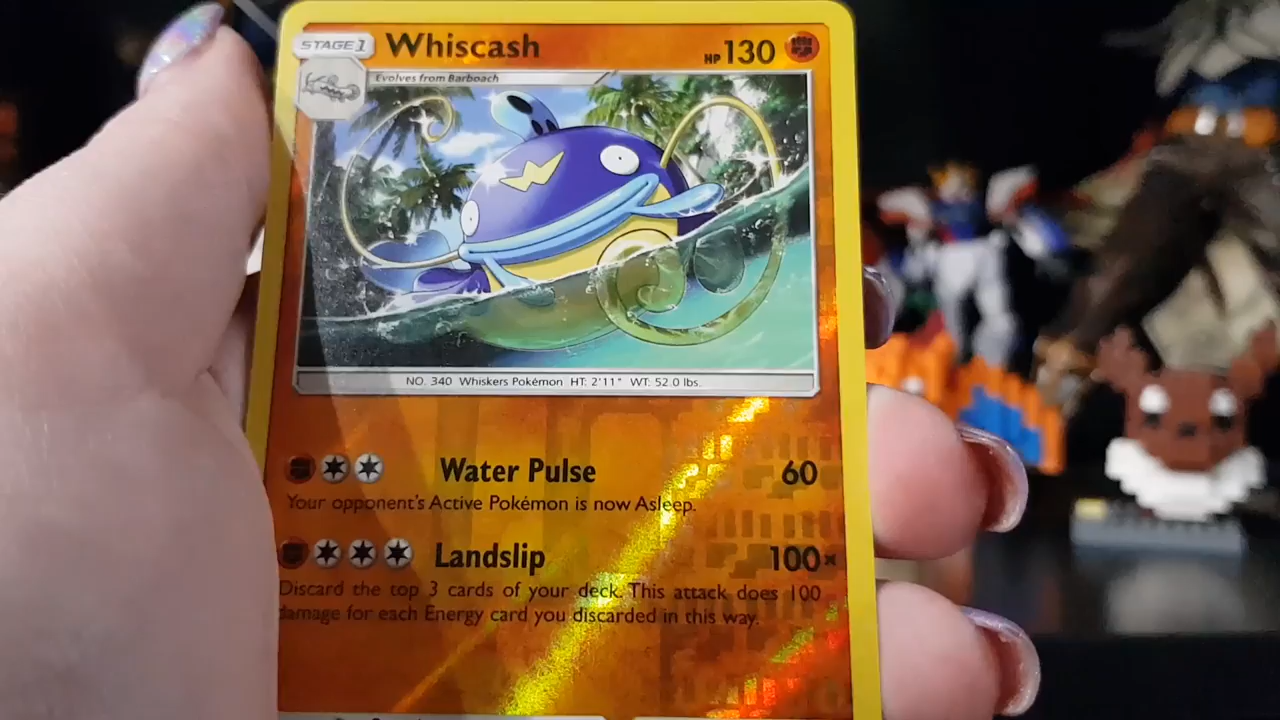 STAGE 1 Whiscash HP 130
Evolves from Barboach
NO. 340 Whiskers Pokémon HT: 2'11" WT: 52.0 lbs.
Water Pulse 60
Your opponent's Active Pokémon is now Asleep.
Landslip 100×
Discard the top 3 cards of your deck. This attack does 100
damage for each Energy card you discarded in this way.